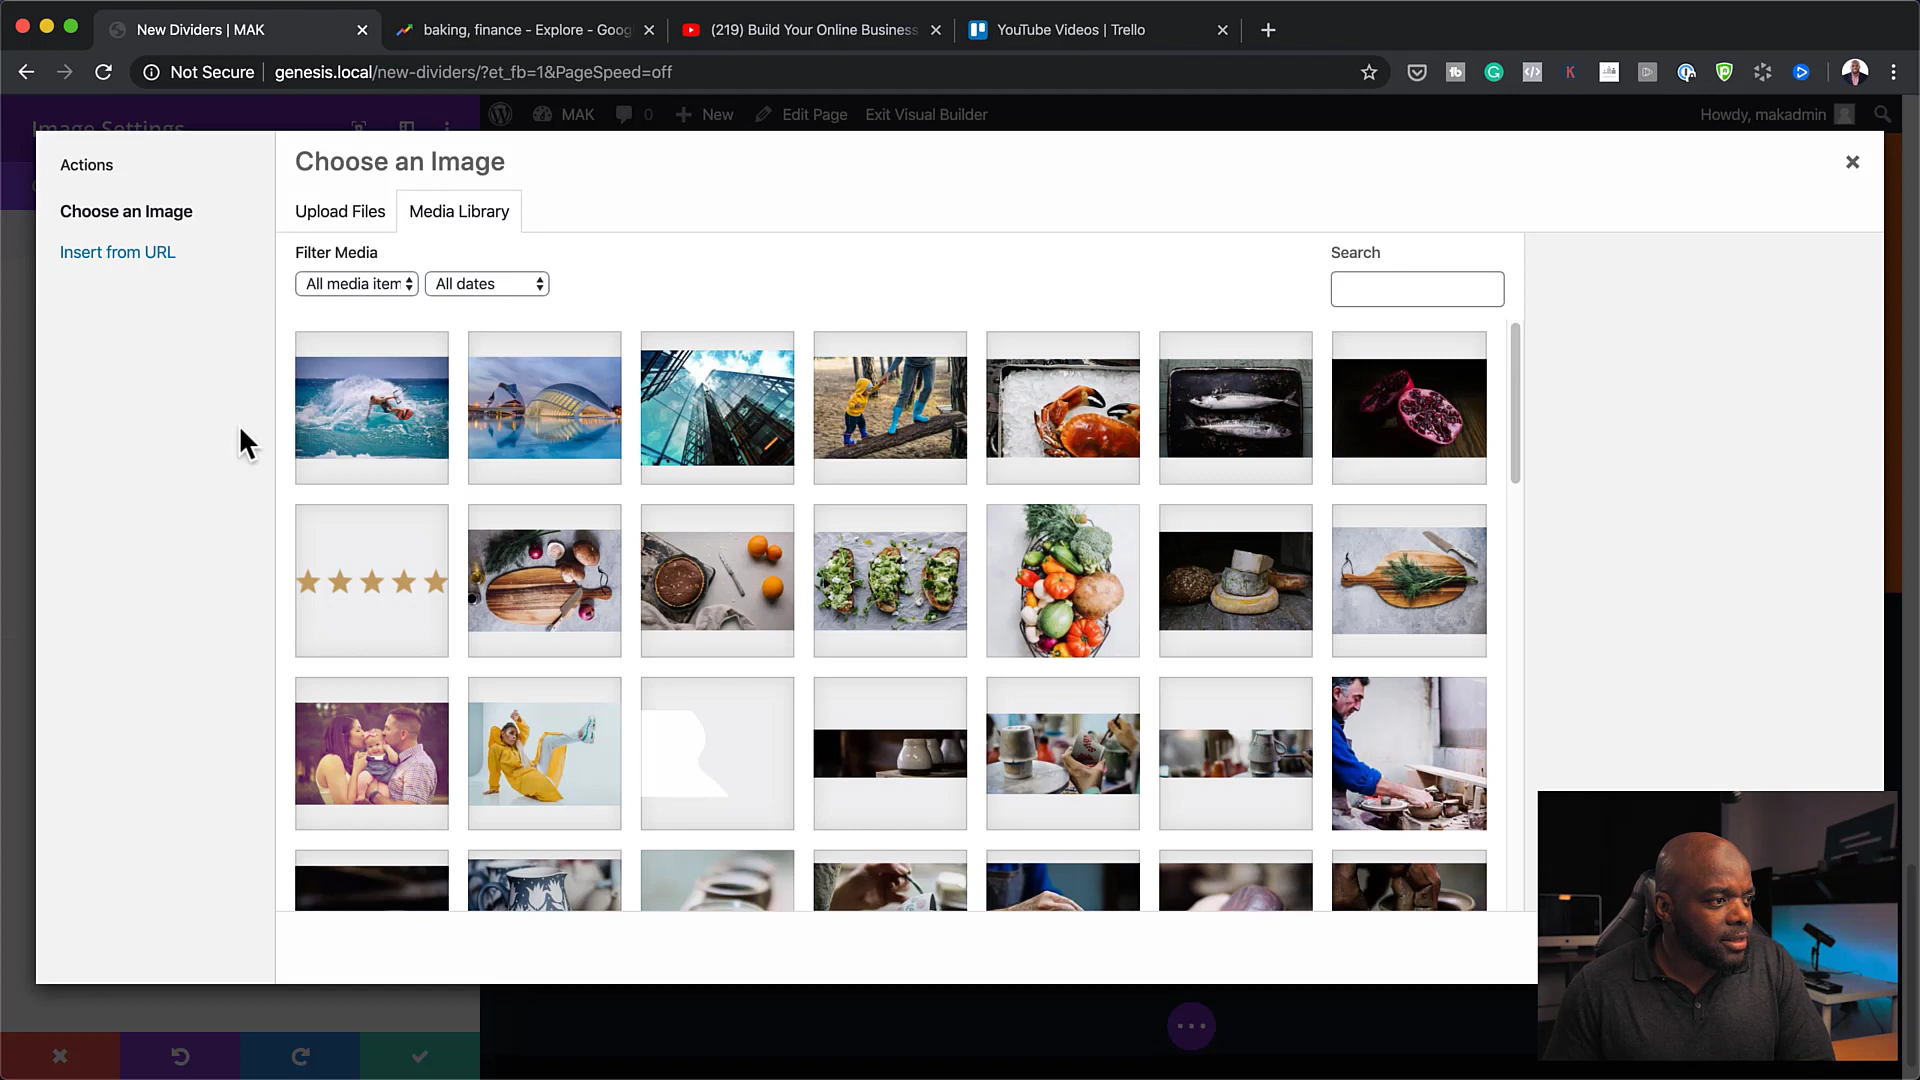 New Dividers | MAK
baking, finance - Explore - Goog
(219) Build Your Online Business
YouTube Videos | Trello
Not Secure
genesis.local/new-dividers/?et_fb=1&PageSpeed=off
Image Settings
MAK
0
New
Edit Page
Exit Visual Builder
Howdy, makadmin
Actions
Choose an Image
Insert from URL
Choose an Image
Upload Files
Media Library
Filter Media
All media item
All dates
Search